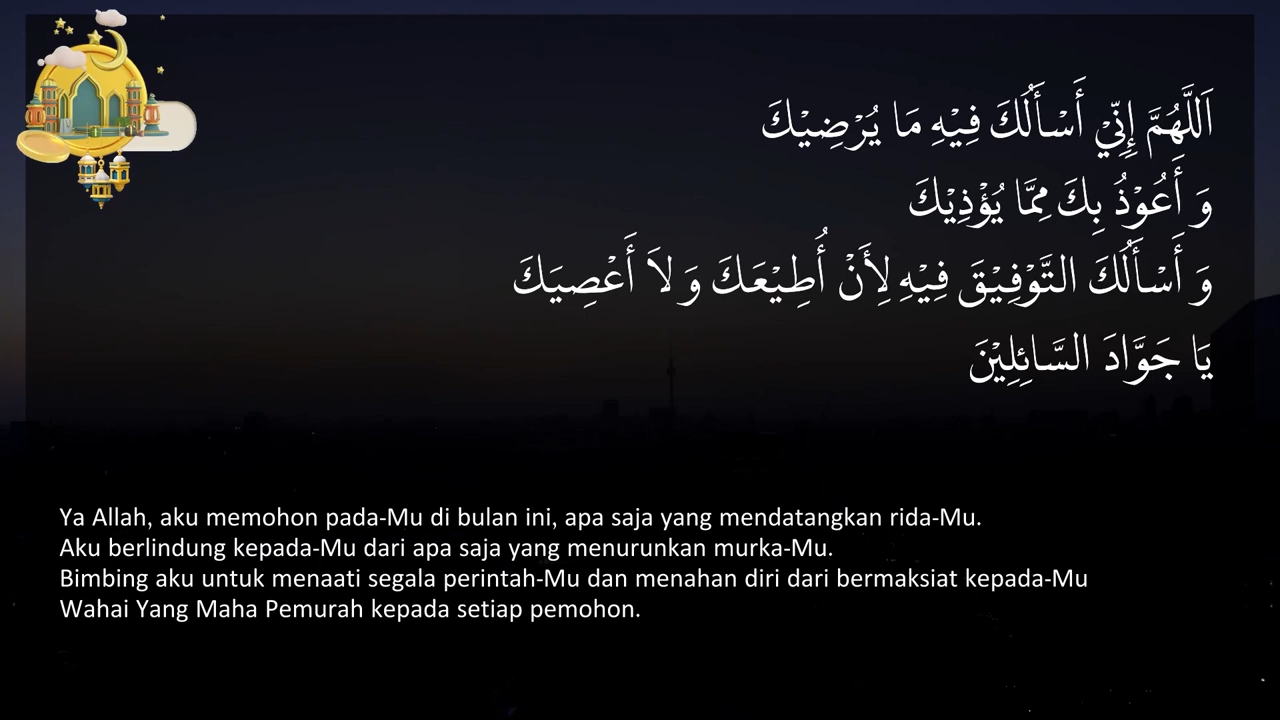 اَللَّهُمَّ إِنِّيْ أَسْأَلُكَ فِيْهِ مَا يُرْضِيْكَ
وَ أَعُوْذُ بِكَ مِمَّا يُؤْذِيْكَ
وَ أَسْأَلُكَ التَّوْفِيْقَ فِيْهِ لِأَنْ أُطِيْعَكَ وَ لاَ أَعْصِيَكَ
يَا جَوَّادَ السَّائِلِيْنَ
Ya Allah, aku memohon pada-Mu di bulan ini, apa saja yang mendatangkan rida-Mu.
Aku berlindung kepada-Mu dari apa saja yang menurunkan murka-Mu.
Bimbing aku untuk menaati segala perintah-Mu dan menahan diri dari bermaksiat kepada-Mu
Wahai Yang Maha Pemurah kepada setiap pemohon.